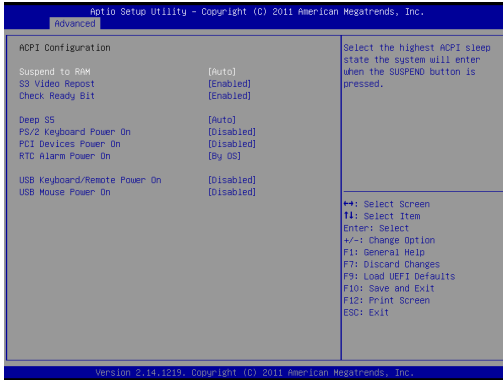 Aptio Setup Utility - Copyright (C) 2011 American Megatrends, Inc.
Advanced
ACPI Configuration
Suspend to RAM [Auto]
S3 Video Repost [Enabled]
Check Ready Bit [Enabled]
Deep S5 [Auto]
PS/2 Keyboard Power On [Disabled]
PCI Devices Power On [Disabled]
RTC Alarm Power On [By OS]
USB Keyboard/Remote Power On [Disabled]
USB Mouse Power On [Disabled]
Select the highest ACPI sleep
state the system will enter
when the SUSPEND button is
pressed.
↔: Select Screen
↑↓: Select Item
Enter: Select
+/-: Change Option
F1: General Help
F7: Discard Changes
F9: Load UEFI Defaults
F10: Save and Exit
F12: Print Screen
ESC: Exit
Version 2.14.1219. Copyright (C) 2011 American Megatrends, Inc.